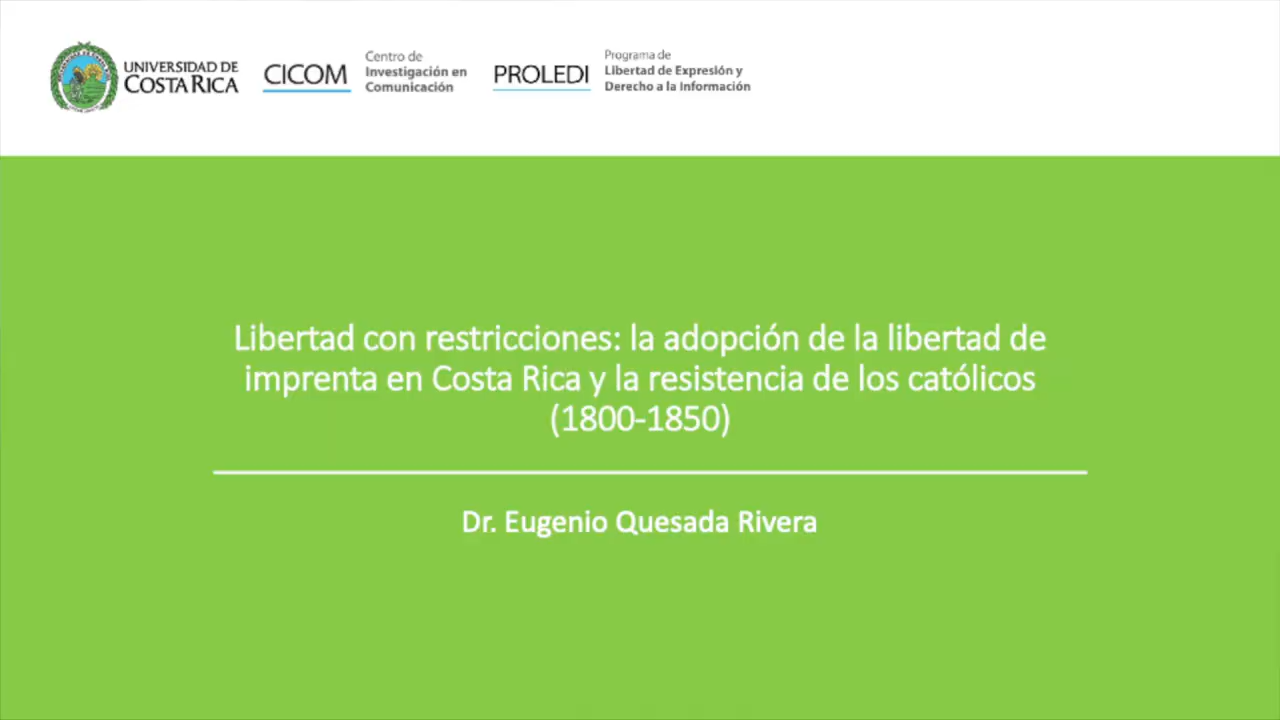 UNIVERSIDAD DE
COSTA RICA
CICOM
Centro de
Investigación en
Comunicación
PROLEDI
Programa de
Libertad de Expresión y
Derecho a la Información
Libertad con restricciones: la adopción de la libertad de
imprenta en Costa Rica y la resistencia de los católicos
(1800-1850)
Dr. Eugenio Quesada Rivera